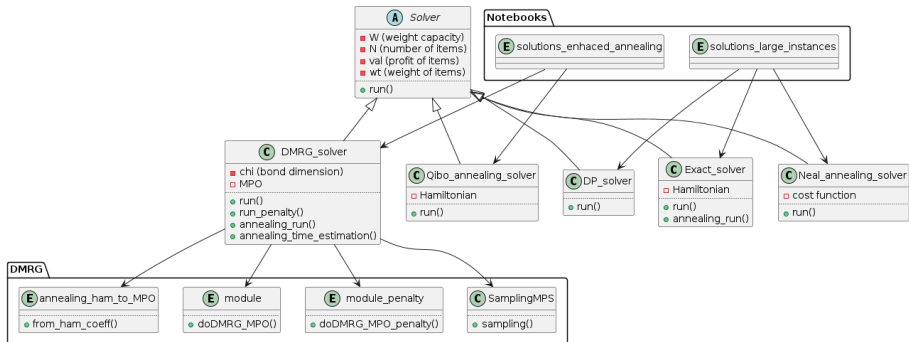 Solver
W (weight capacity)
N (number of items)
val (profit of items)
wt (weight of items)
run()
Notebooks
solutions_enhaced_annealing
solutions_large_instances
DMRG_solver
chi (bond dimension)
MPO
run()
run_penalty()
annealing_run()
annealing_time_estimation()
Qibo_annealing_solver
Hamiltonian
run()
DP_solver
run()
Exact_solver
Hamiltonian
run()
annealing_run()
Neal_annealing_solver
cost function
run()
DMRG
annealing_ham_to_MPO
from_ham_coeff()
module
doDMRG_MPO()
module_penalty
doDMRG_MPO_penalty()
SamplingMPS
sampling()